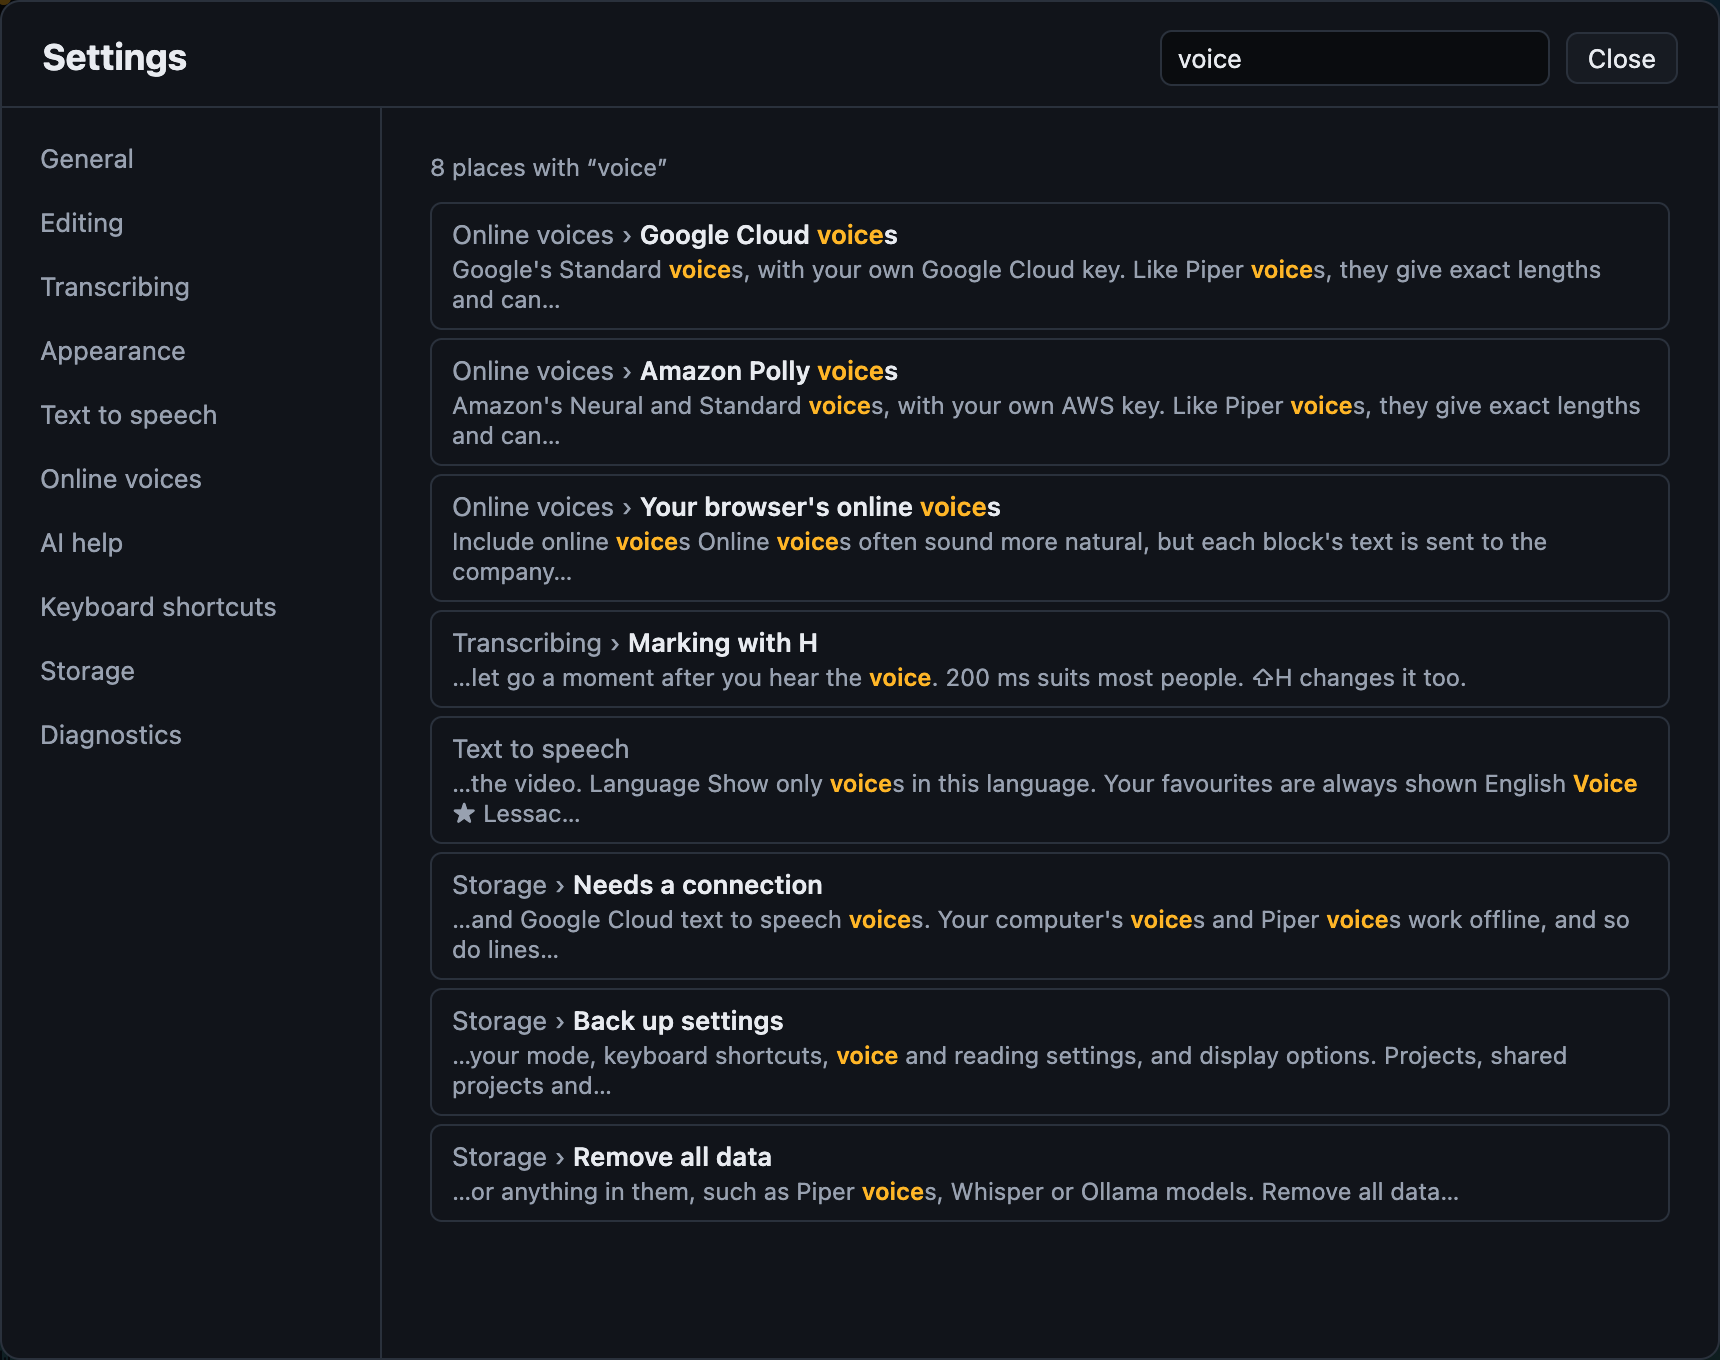 Settings
voice
Close
General
Editing
Transcribing
Appearance
Text to speech
Online voices
AI help
Keyboard shortcuts
Storage
Diagnostics
8 places with “voice”
Online voices › Google Cloud voices
Google's Standard voices, with your own Google Cloud key. Like Piper voices, they give exact lengths
and can...
Online voices › Amazon Polly voices
Amazon's Neural and Standard voices, with your own AWS key. Like Piper voices, they give exact lengths
and can...
Online voices › Your browser's online voices
Include online voices Online voices often sound more natural, but each block's text is sent to the
company...
Transcribing › Marking with H
...let go a moment after you hear the voice. 200 ms suits most people. ⇧H changes it too.
Text to speech
...the video. Language Show only voices in this language. Your favourites are always shown English Voice
★ Lessac...
Storage › Needs a connection
...and Google Cloud text to speech voices. Your computer's voices and Piper voices work offline, and so
do lines...
Storage › Back up settings
...your mode, keyboard shortcuts, voice and reading settings, and display options. Projects, shared
projects and...
Storage › Remove all data
...or anything in them, such as Piper voices, Whisper or Ollama models. Remove all data...